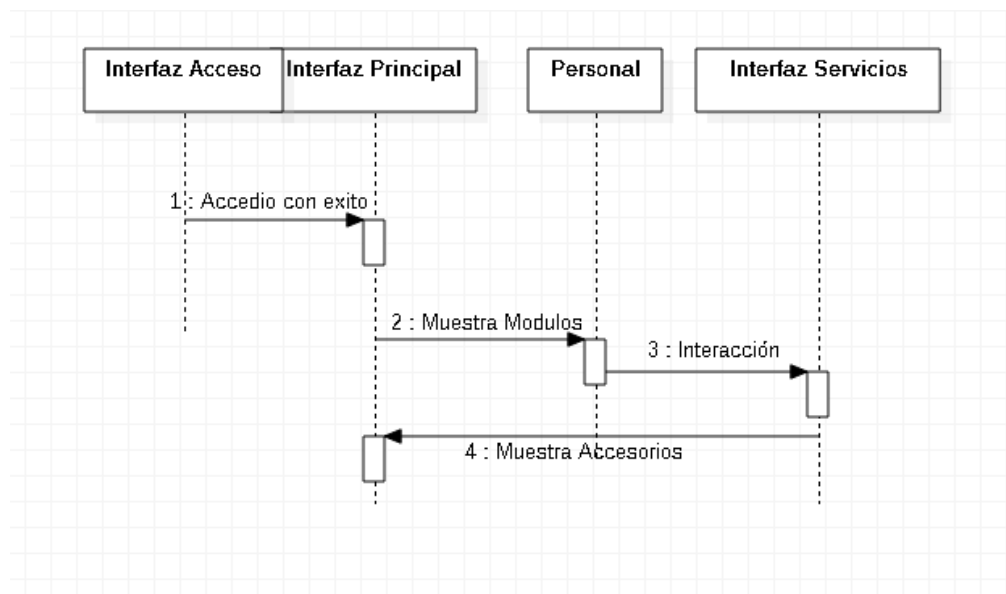 Interfaz Acceso
Interfaz Principal
Personal
Interfaz Servicios
1 : Accedio con exito
2 : Muestra Modulos
3 : Interacción
4 : Muestra Accesorios